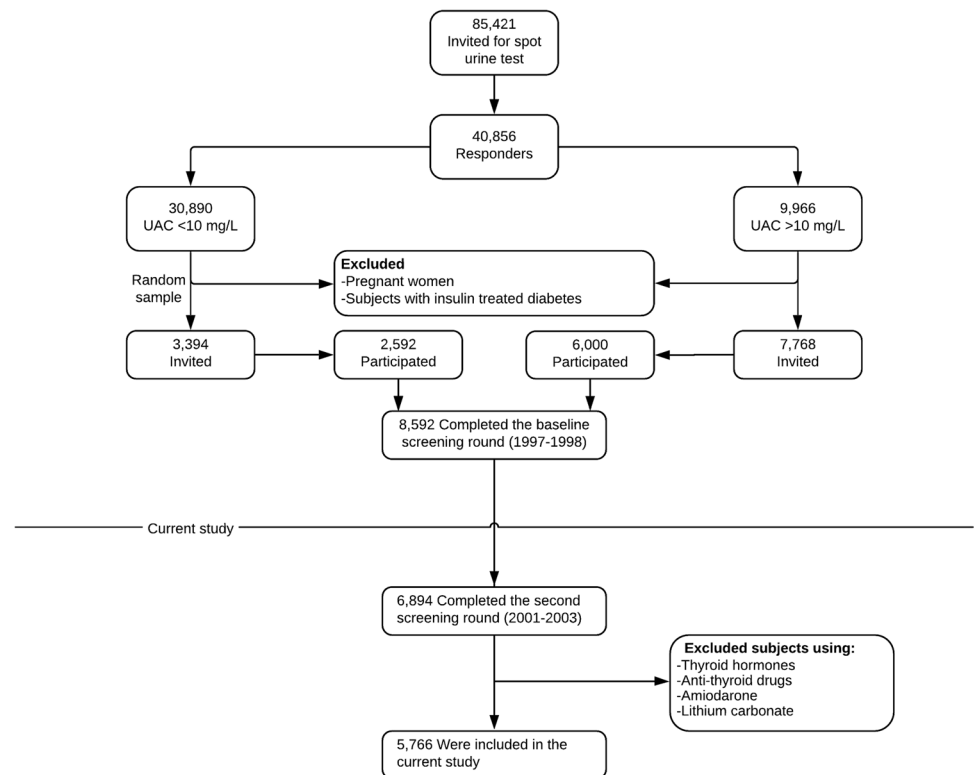 85,421
Invited for spot
urine test
40,856
Responders
30,890
UAC <10 mg/L
9,966
UAC >10 mg/L
Excluded
-Pregnant women
-Subjects with insulin treated diabetes
Random
sample
3,394
Invited
2,592
Participated
6,000
Participated
7,768
Invited
8,592 Completed the baseline
screening round (1997-1998)
Current study
6,894 Completed the second
screening round (2001-2003)
Excluded subjects using:
-Thyroid hormones
-Anti-thyroid drugs
-Amiodarone
-Lithium carbonate
5,766 Were included in the
current study